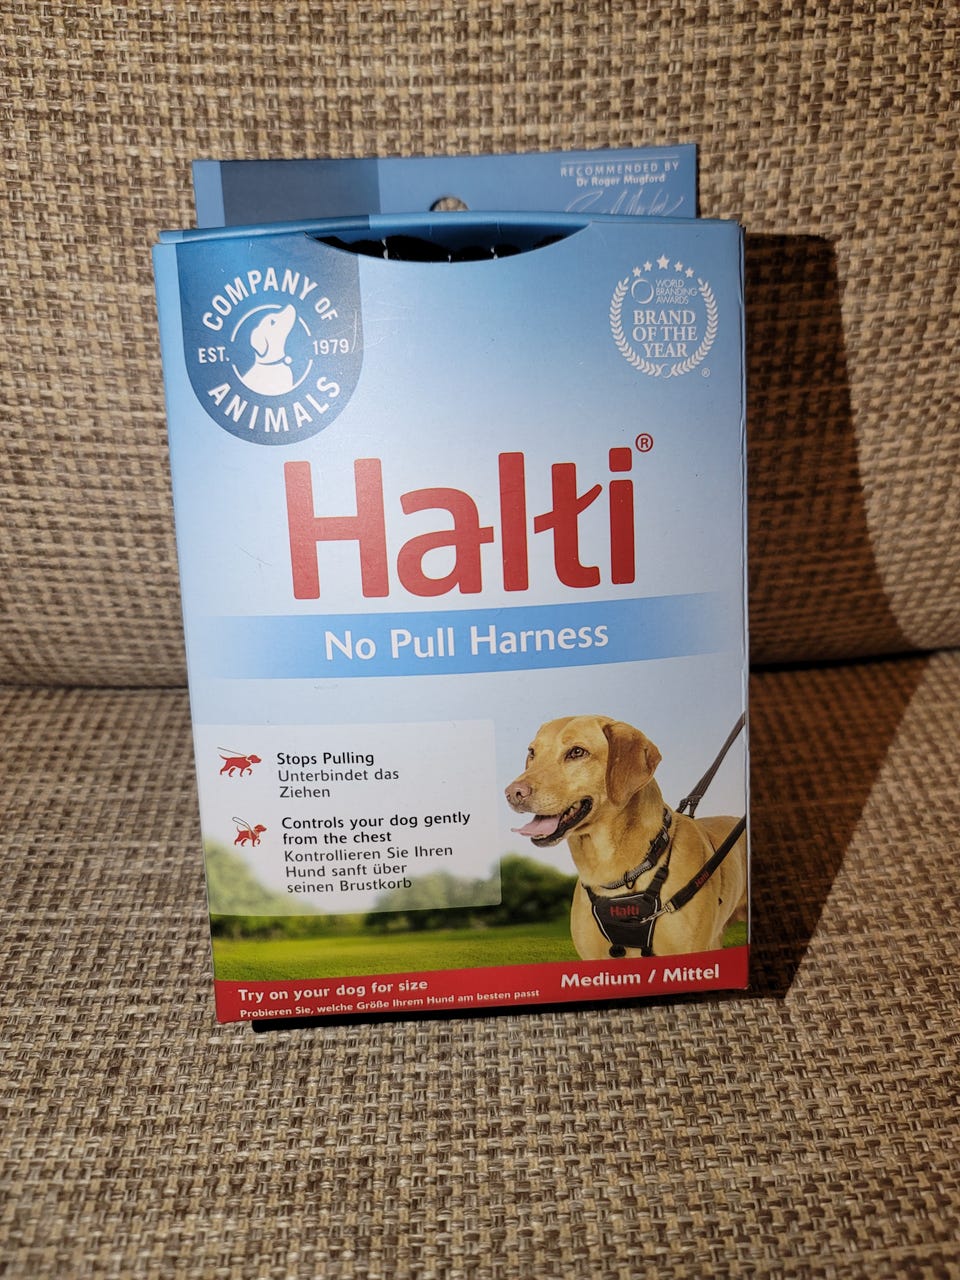 RECOMMENDED BY
Dr Roger Mugford
COMPANY OF
EST. 1979
ANIMALS
WORLD
BRANDING
AWARDS
BRAND
OF THE
YEAR
®
Halti®
No Pull Harness
Stops Pulling
Unterbindet das
Ziehen
Controls your dog gently
from the chest
Kontrollieren Sie Ihren
Hund sanft über
seinen Brustkorb
Halti
Halti
Try on your dog for size
Probieren Sie, welche Größe Ihrem Hund am besten passt
Medium / Mittel